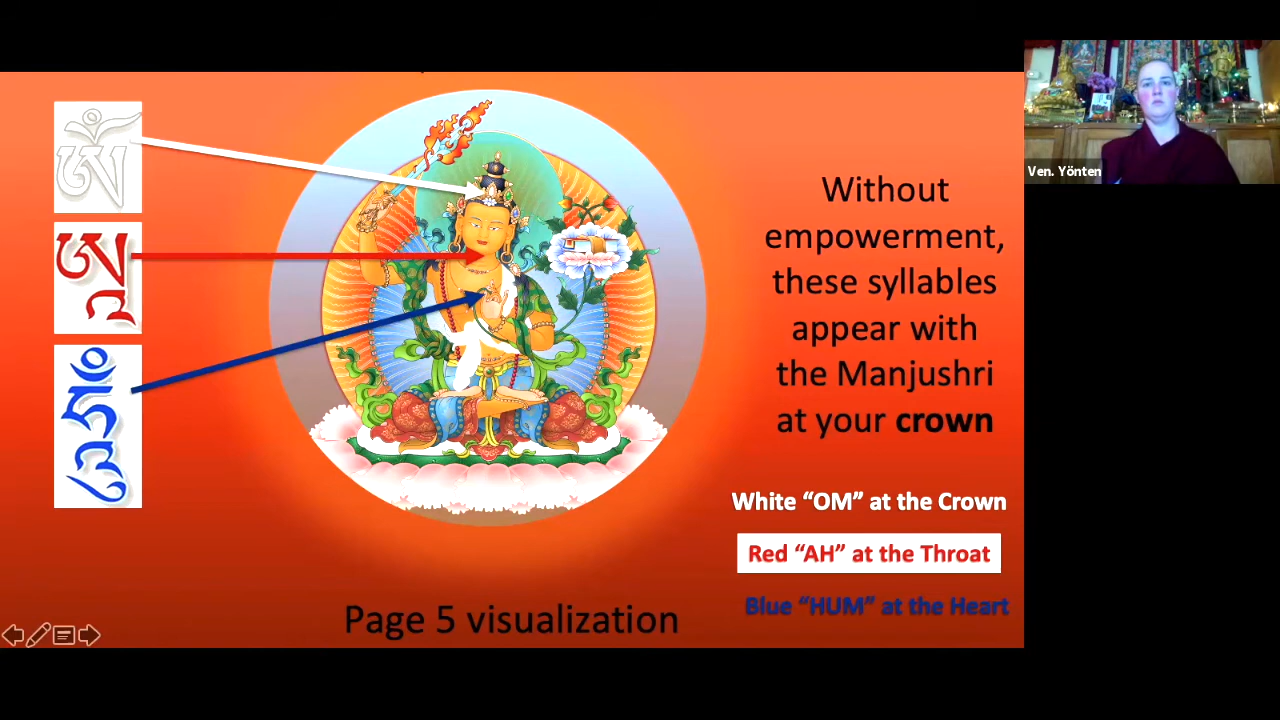 ཨོཾ
ཨཱཿ
ཧཱུྃ
Without
empowerment,
these syllables
appear with
the Manjushri
at your crown
White “OM” at the Crown
Red “AH” at the Throat
Blue “HUM” at the Heart
Page 5 visualization
Ven. Yönten